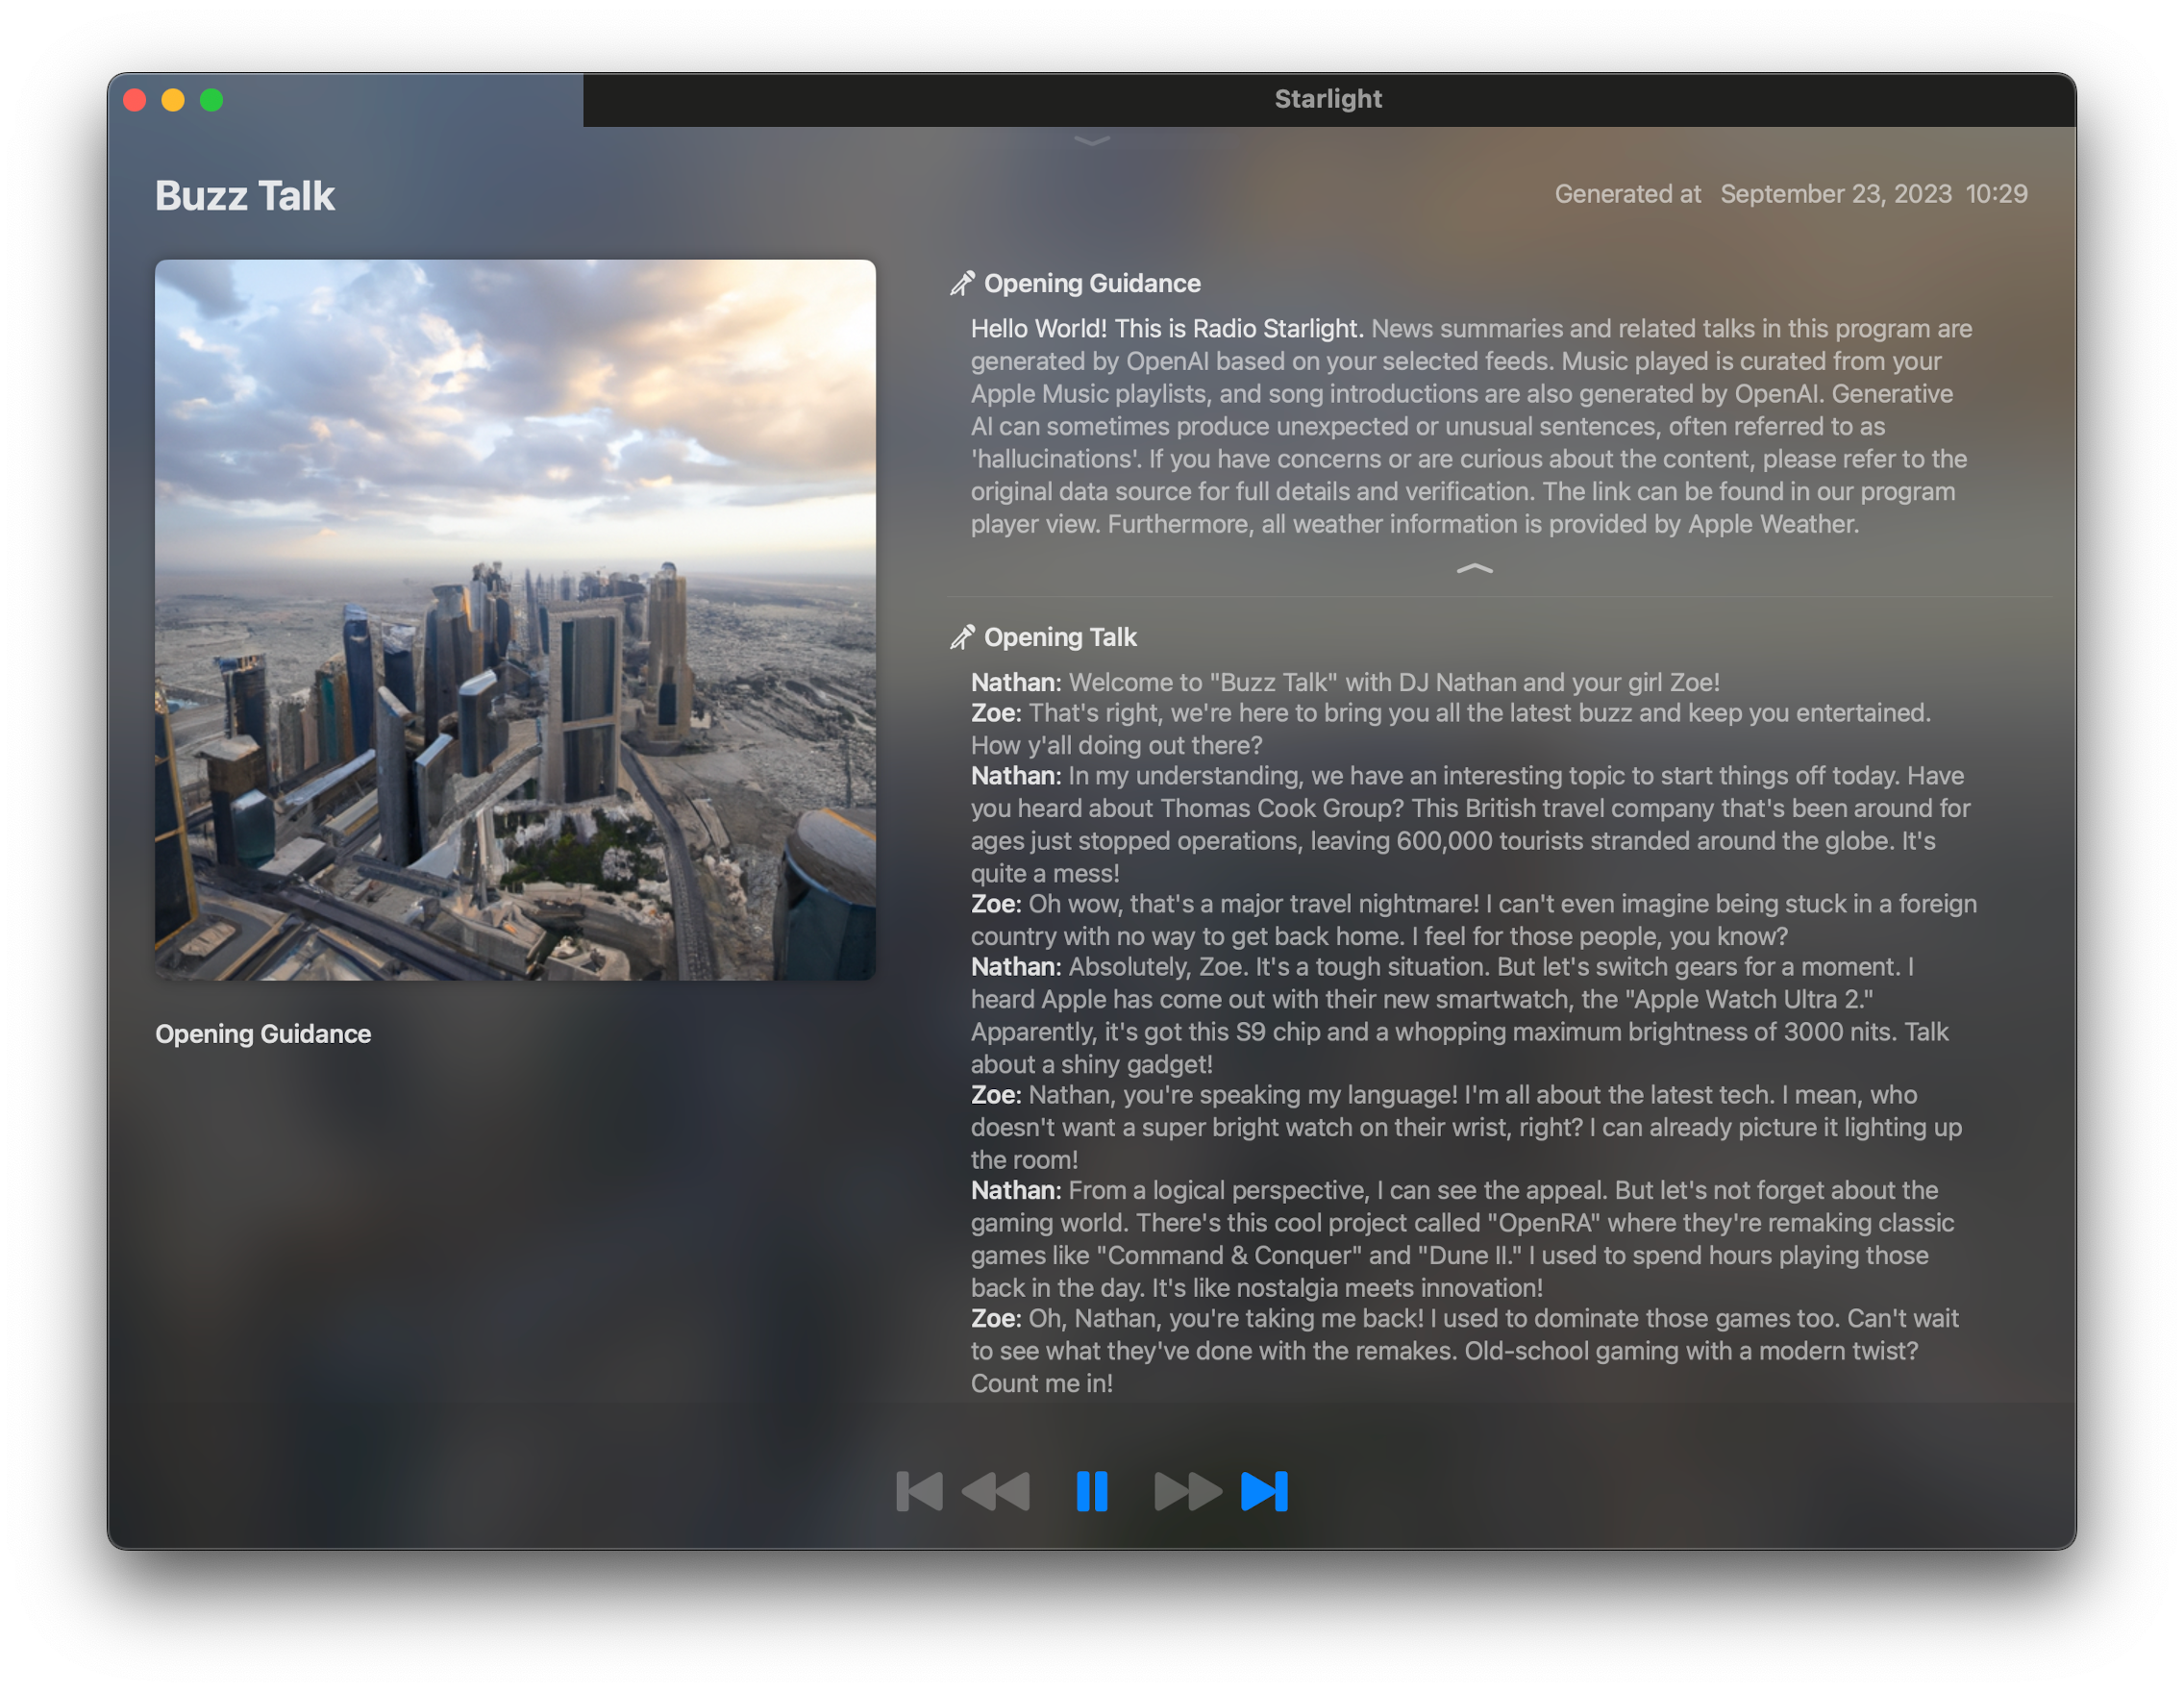 Starlight
Buzz Talk
Generated at September 23, 2023 10:29
Opening Guidance
Hello World! This is Radio Starlight. News summaries and related talks in this program are
generated by OpenAI based on your selected feeds. Music played is curated from your
Apple Music playlists, and song introductions are also generated by OpenAI. Generative
AI can sometimes produce unexpected or unusual sentences, often referred to as
'hallucinations'. If you have concerns or are curious about the content, please refer to the
original data source for full details and verification. The link can be found in our program
player view. Furthermore, all weather information is provided by Apple Weather.
Opening Talk
Nathan: Welcome to "Buzz Talk" with DJ Nathan and your girl Zoe!
Zoe: That's right, we're here to bring you all the latest buzz and keep you entertained.
How y'all doing out there?
Nathan: In my understanding, we have an interesting topic to start things off today. Have
you heard about Thomas Cook Group? This British travel company that's been around for
ages just stopped operations, leaving 600,000 tourists stranded around the globe. It's
quite a mess!
Zoe: Oh wow, that's a major travel nightmare! I can't even imagine being stuck in a foreign
country with no way to get back home. I feel for those people, you know?
Nathan: Absolutely, Zoe. It's a tough situation. But let's switch gears for a moment. I
heard Apple has come out with their new smartwatch, the "Apple Watch Ultra 2."
Apparently, it's got this S9 chip and a whopping maximum brightness of 3000 nits. Talk
about a shiny gadget!
Zoe: Nathan, you're speaking my language! I'm all about the latest tech. I mean, who
doesn't want a super bright watch on their wrist, right? I can already picture it lighting up
the room!
Nathan: From a logical perspective, I can see the appeal. But let's not forget about the
gaming world. There's this cool project called "OpenRA" where they're remaking classic
games like "Command & Conquer" and "Dune II." I used to spend hours playing those
back in the day. It's like nostalgia meets innovation!
Zoe: Oh, Nathan, you're taking me back! I used to dominate those games too. Can't wait
to see what they've done with the remakes. Old-school gaming with a modern twist?
Count me in!
Opening Guidance